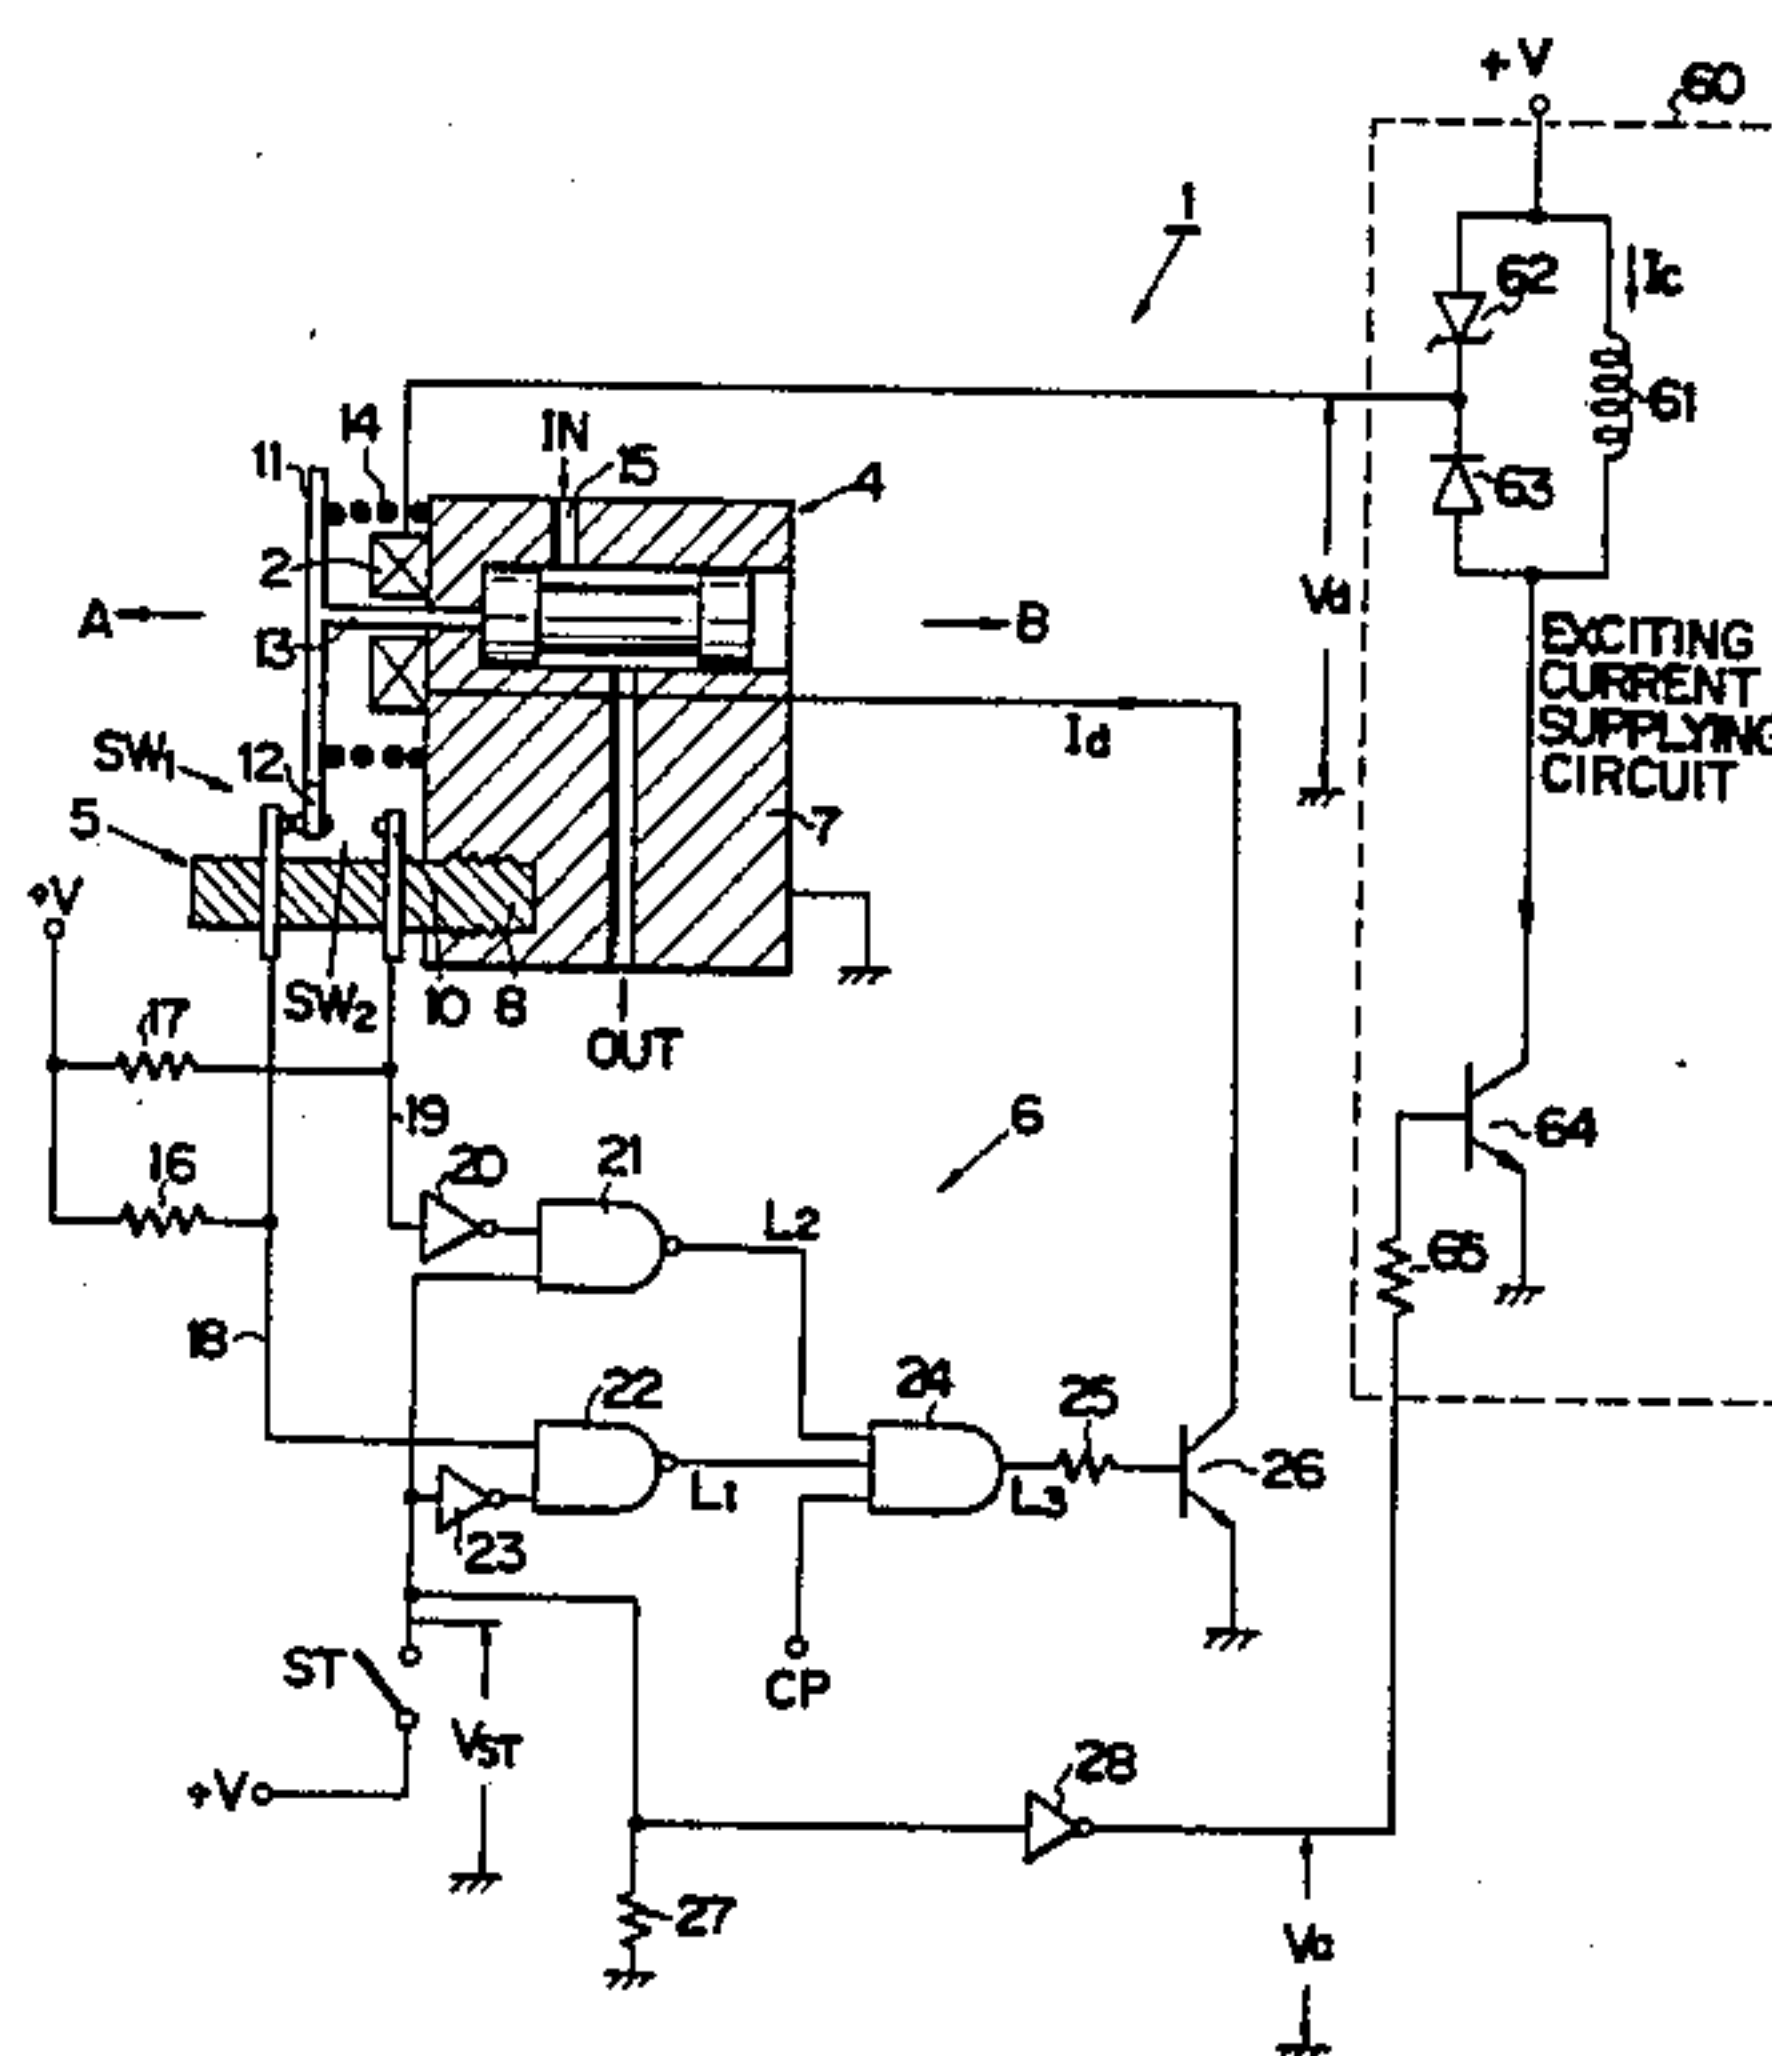 +V
60
1
62
Ic
61
14
IN
15
11
4
63
2
Vd
A
B
13
EXCITING
CURRENT
SUPPLYING
CIRCUIT
Id
SW1
12
5
7
+V
SW2
10
8
17
OUT
19
6
64
16
20
21
L2
65
18
22
24
25
26
L1
L3
23
ST
CP
VST
28
+V
27
Va